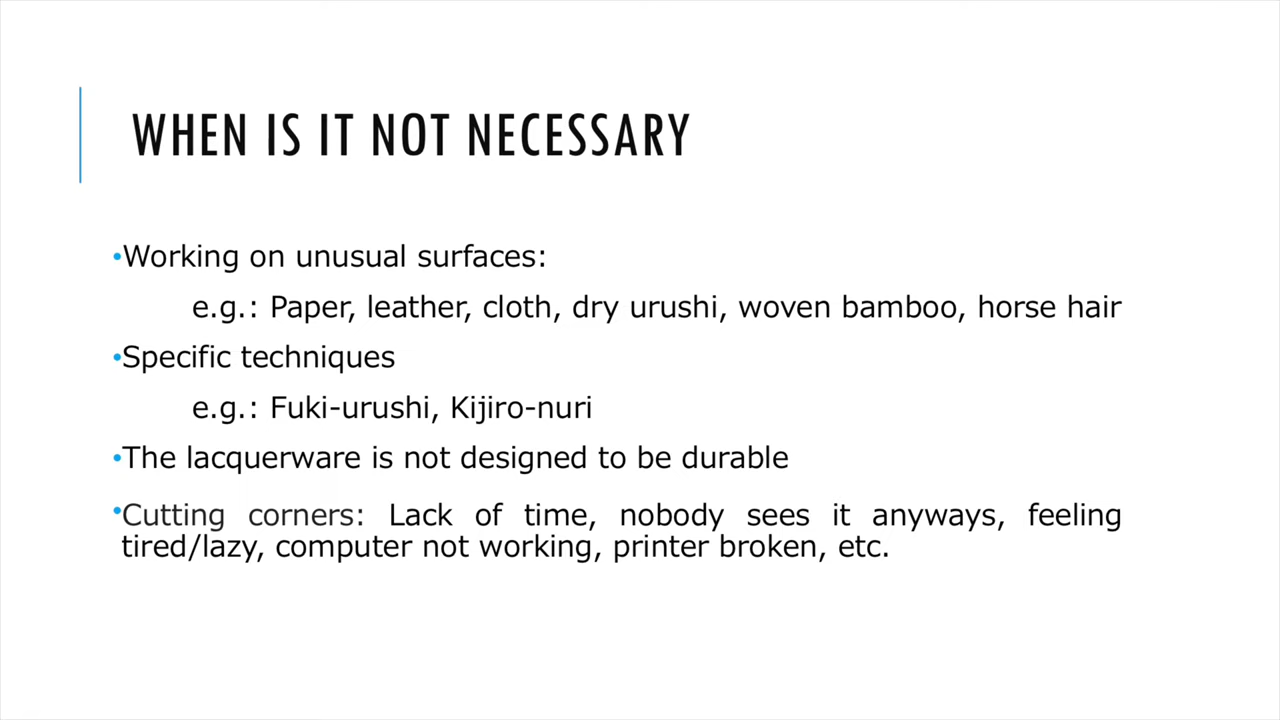 WHEN IS IT NOT NECESSARY
•Working on unusual surfaces:
e.g.: Paper, leather, cloth, dry urushi, woven bamboo, horse hair
•Specific techniques
e.g.: Fuki-urushi, Kijiro-nuri
•The lacquerware is not designed to be durable
•Cutting corners: Lack of time, nobody sees it anyways, feeling
tired/lazy, computer not working, printer broken, etc.